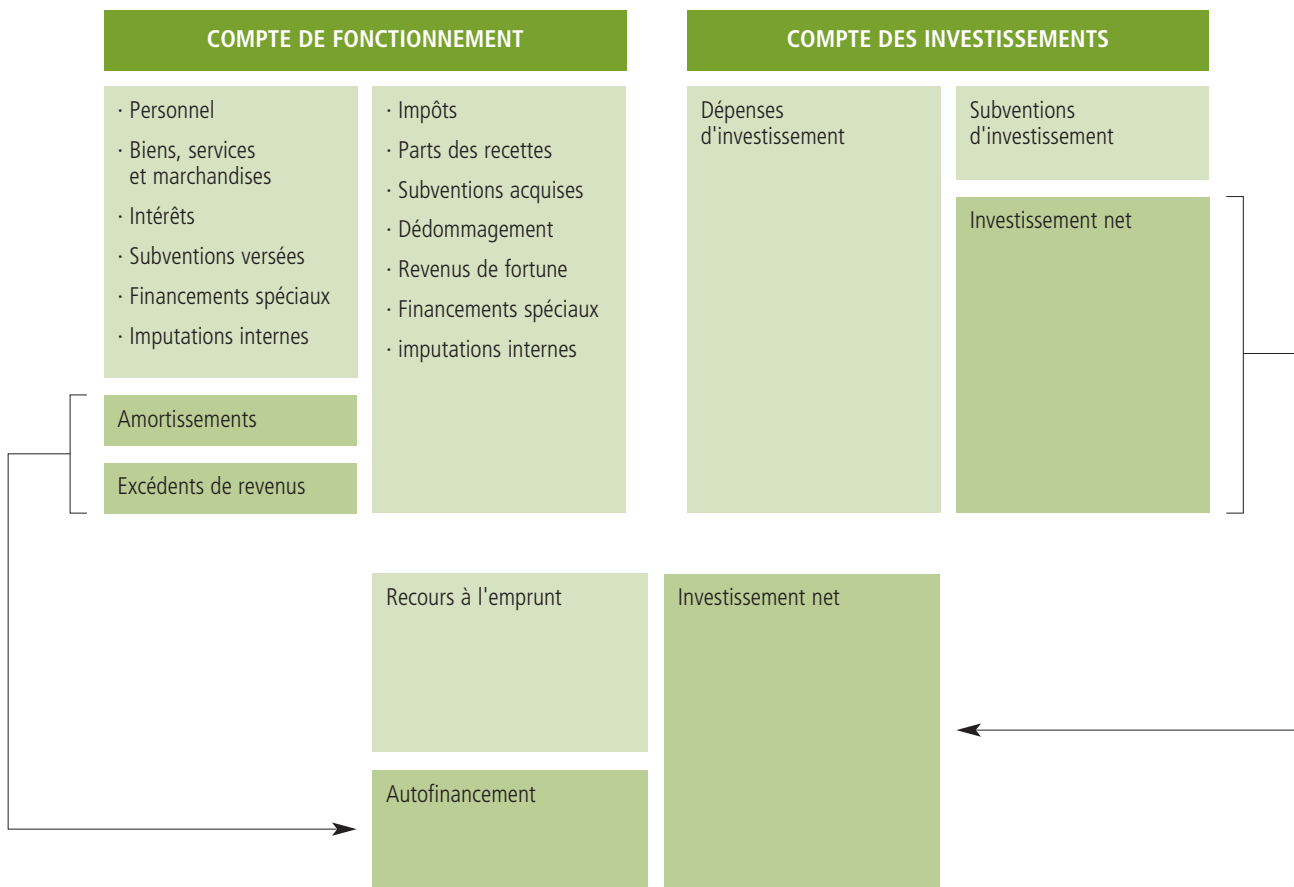 COMPTE DE FONCTIONNEMENT
· Personnel
· Biens, services
et marchandises
· Intérêts
· Subventions versées
· Financements spéciaux
· Imputations internes
Amortissements
Excédents de revenus
· Impôts
· Parts des recettes
· Subventions acquises
· Dédommagement
· Revenus de fortune
· Financements spéciaux
· imputations internes
COMPTE DES INVESTISSEMENTS
Dépenses
d'investissement
Subventions
d'investissement
Investissement net
Recours à l'emprunt
Autofinancement
Investissement net